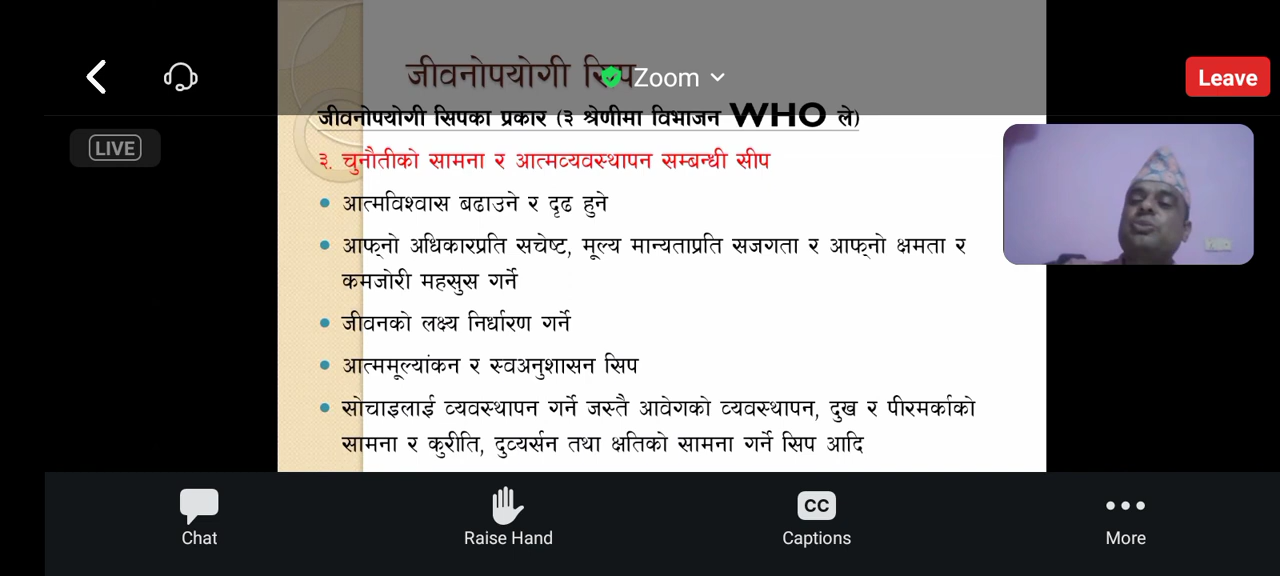 जीवनोपयोगी सिप
Zoom
Leave
जीवनोपयोगी सिपका प्रकार (३ श्रेणीमा विभाजन WHO ले)
LIVE
३. चुनौतीको सामना र आत्मव्यवस्थापन सम्बन्धी सीप
आत्मविश्वास बढाउने र दृढ हुने
आफ्नो अधिकारप्रति सचेष्ट, मूल्य मान्यताप्रति सजगता र आफ्नो क्षमता र
कमजोरी महसुस गर्ने
जीवनको लक्ष्य निर्धारण गर्ने
आत्ममूल्यांकन र स्वअनुशासन सिप
सोचाइलाई व्यवस्थापन गर्ने जस्तै आवेगको व्यवस्थापन, दुख र पीरमर्काको
सामना र कुरीति, दुव्यर्सन तथा क्षतिको सामना गर्ने सिप आदि
CC
Chat
Raise Hand
Captions
More